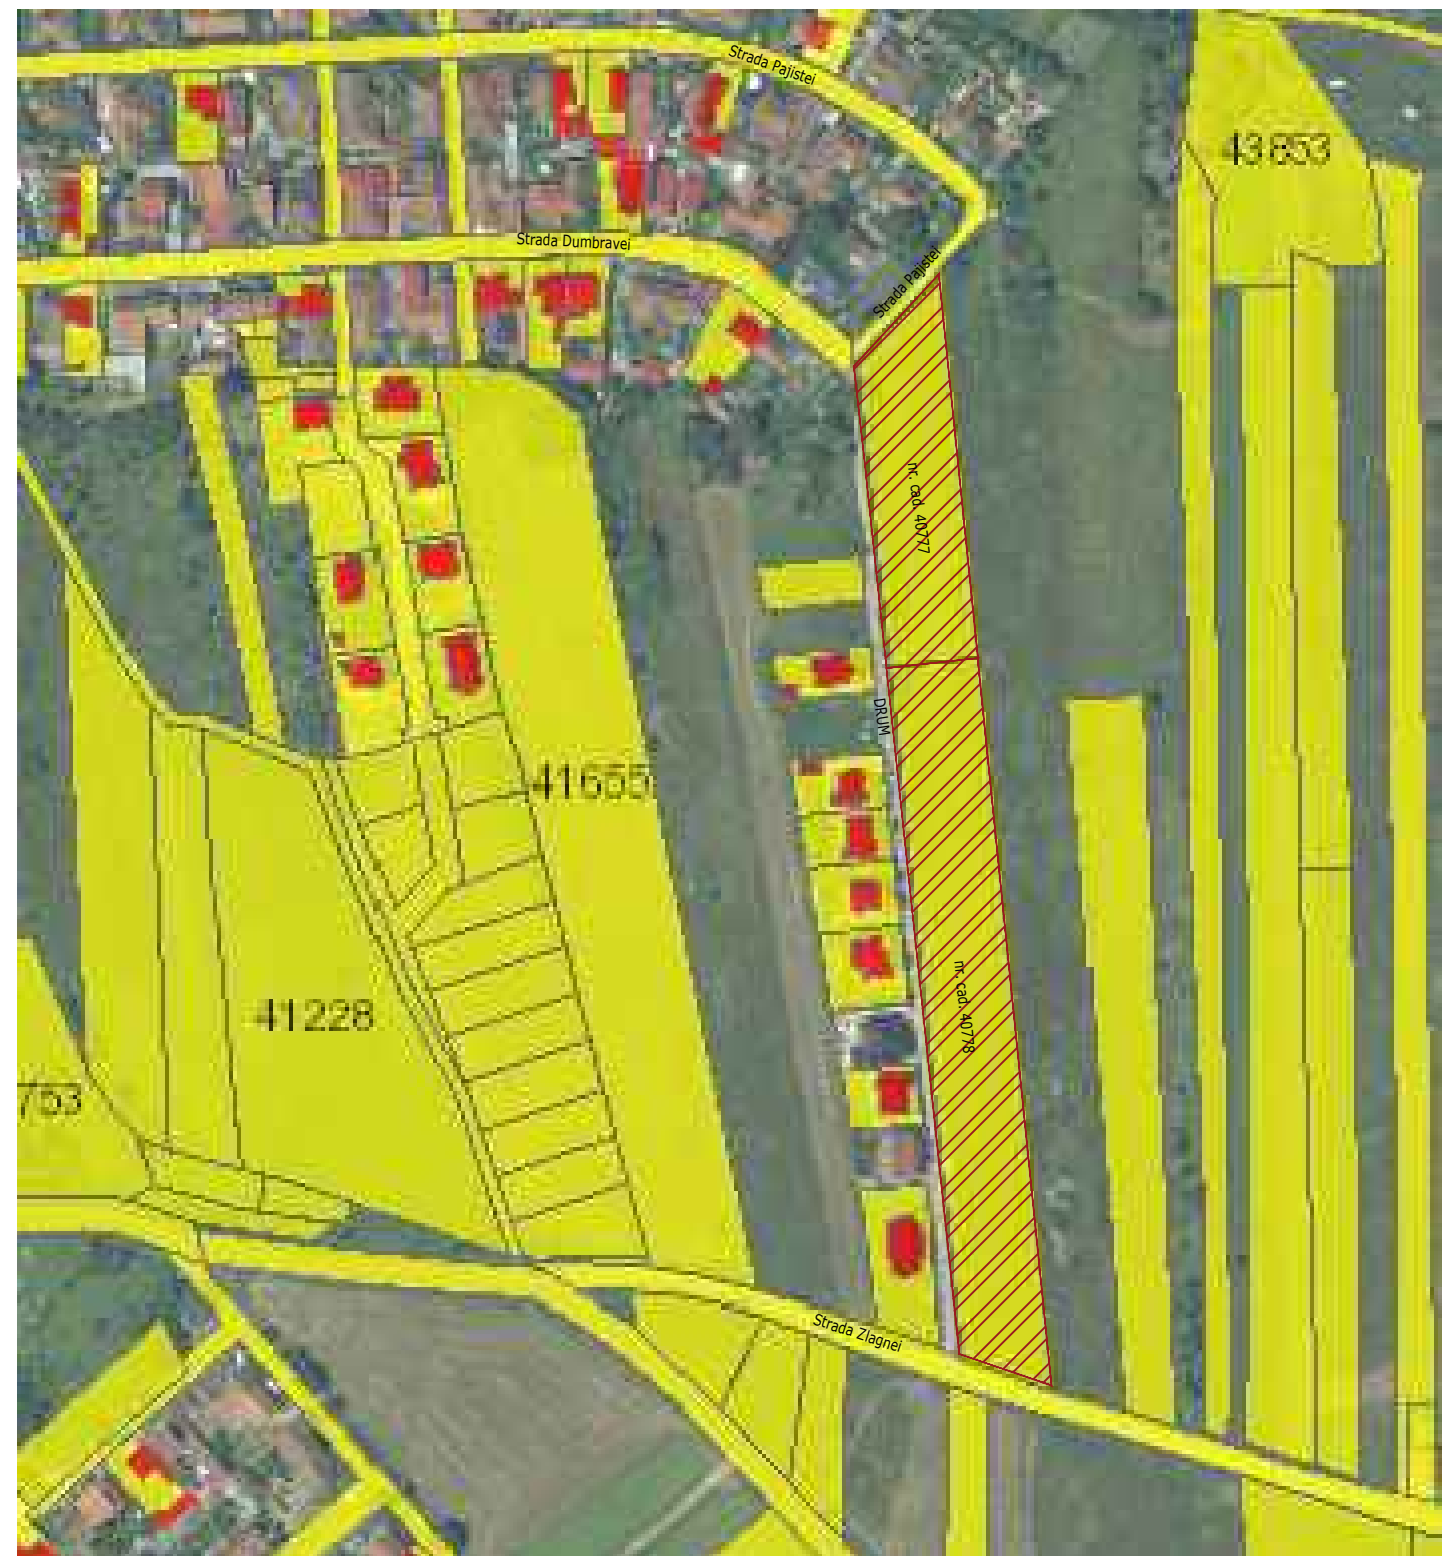 Strada Pajistei
43853
Strada Dumbravei
Strada Pajistei
nr. cad. 40777
DRUM
41655
nr. cad. 40778
41228
753
Strada Zlagnei